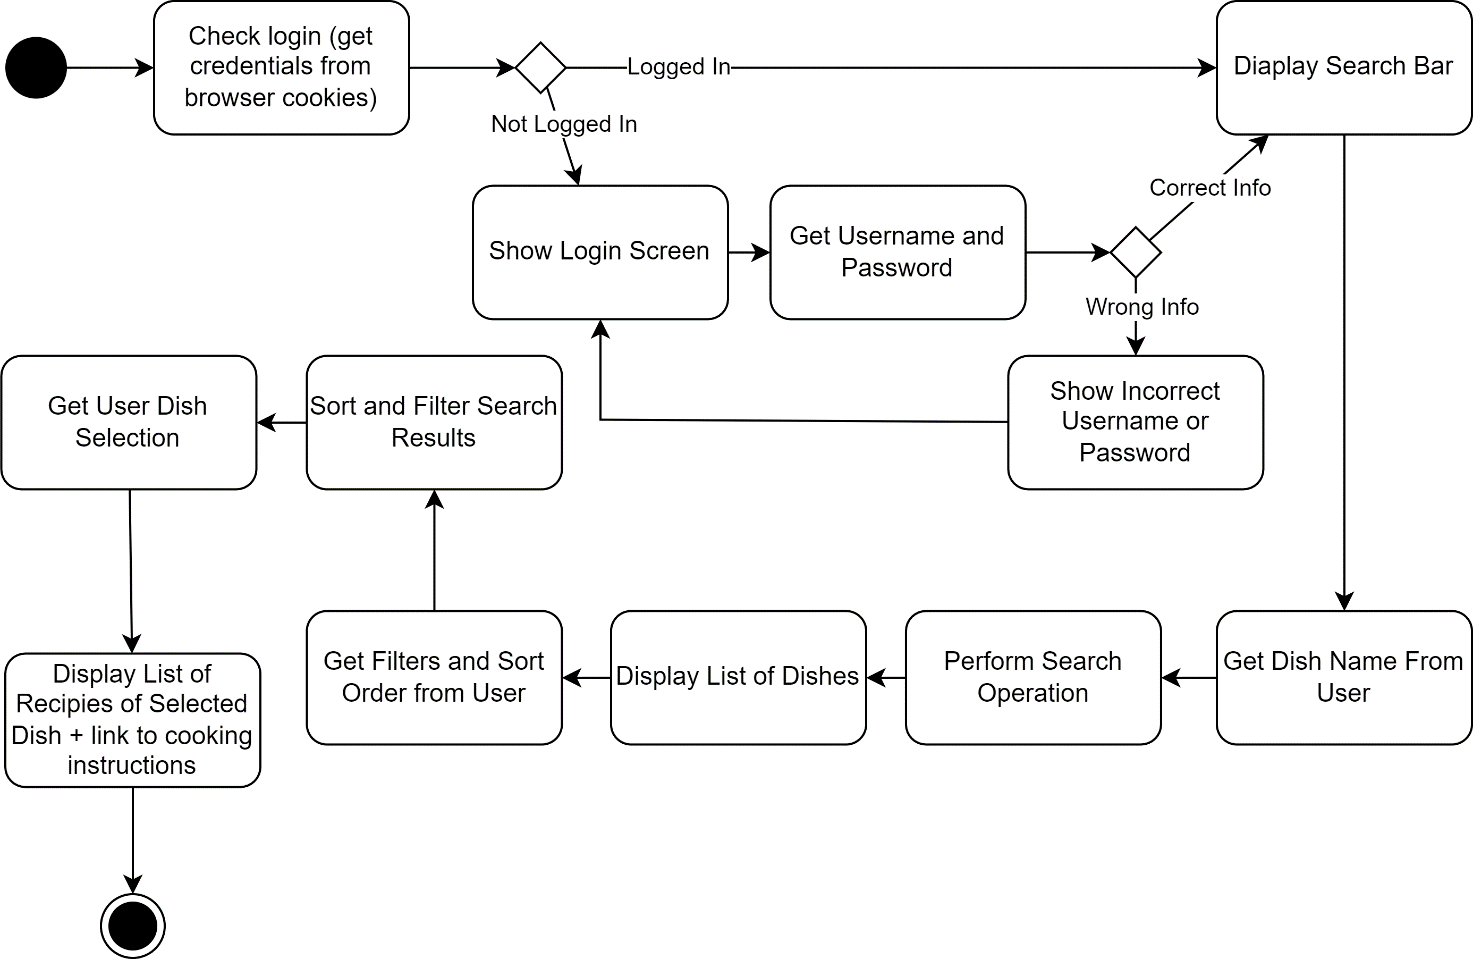 Check login (get
credentials from
browser cookies)
Logged In
Diaplay Search Bar
Not Logged In
Show Login Screen
Get Username and
Password
Correct Info
Wrong Info
Show Incorrect
Username or
Password
Get User Dish
Selection
Sort and Filter Search
Results
Display List of
Recipies of Selected
Dish + link to cooking
instructions
Get Filters and Sort
Order from User
Display List of Dishes
Perform Search
Operation
Get Dish Name From
User